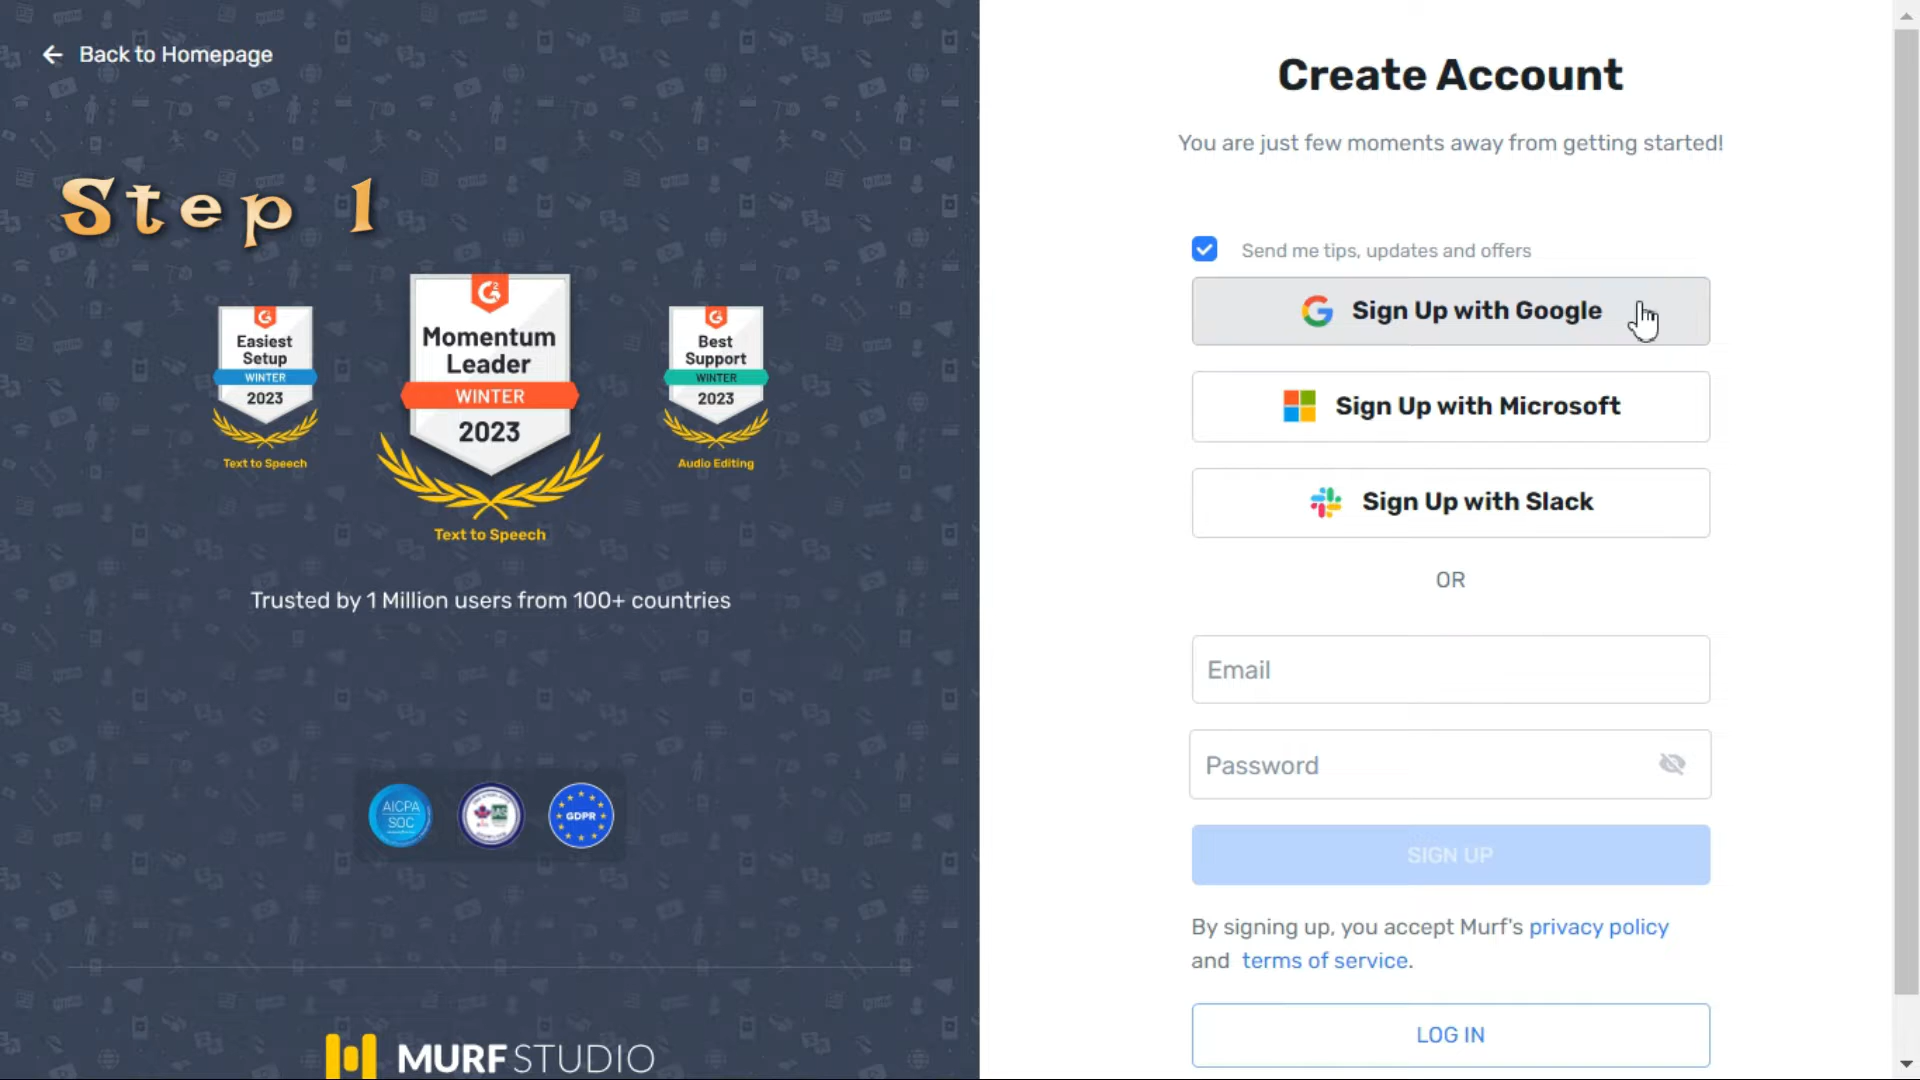 Back to Homepage
Step 1
Easiest
Setup
WINTER
2023
Text to Speech
Momentum
Leader
WINTER
2023
Text to Speech
Best
Support
WINTER
2023
Audio Editing
Trusted by 1 Million users from 100+ countries
AICPA
SOC
GDPR
MURFSTUDIO
Create Account
You are just few moments away from getting started!
Send me tips, updates and offers
Sign Up with Google
Sign Up with Microsoft
Sign Up with Slack
OR
Email
Password
SIGN UP
By signing up, you accept Murf's privacy policy
and terms of service.
LOG IN